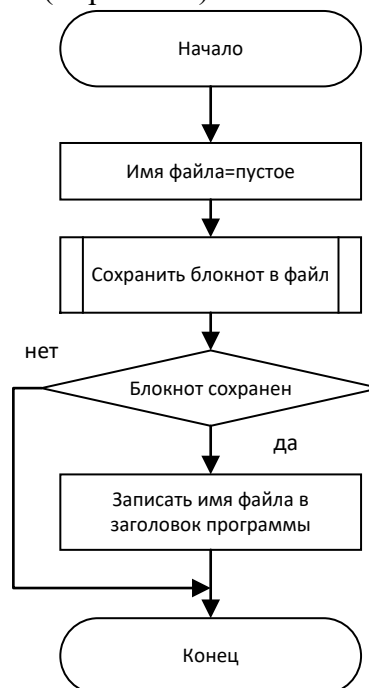 Начало
Имя файла=пустое
Сохранить блокнот в файл
нет
Блокнот сохранен
да
Записать имя файла в
заголовок программы
Конец